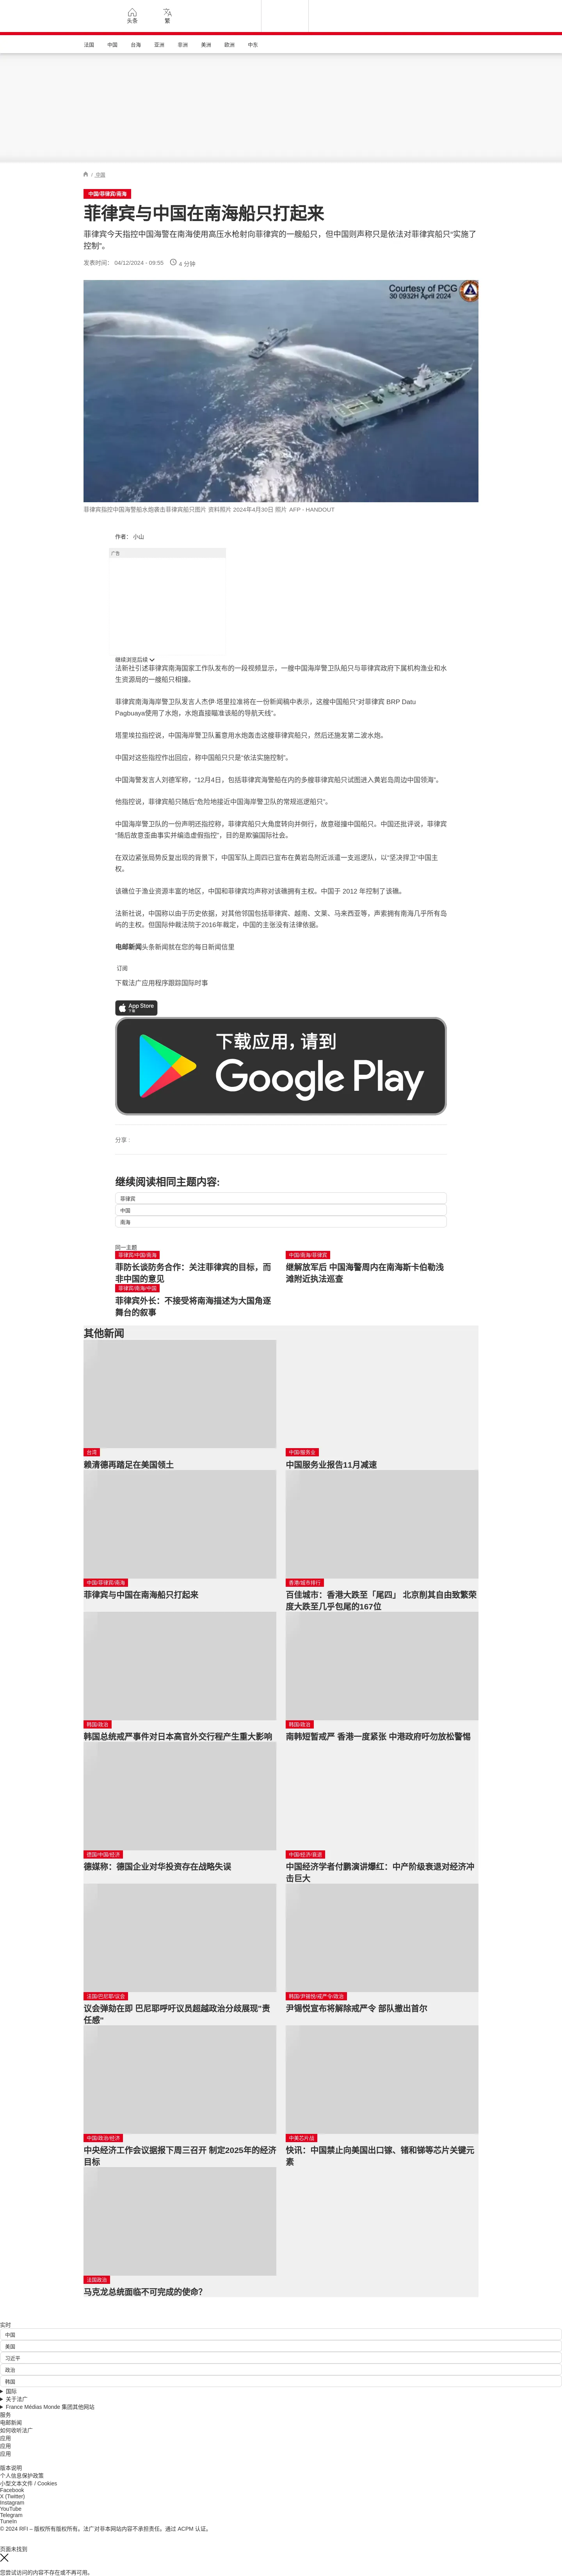 头条
繁
法国
中国
台海
亚洲
非洲
美洲
欧洲
中东
/ 中国
中国/菲律宾/南海
菲律宾与中国在南海船只打起来
菲律宾今天指控中国海警在南海使用高压水枪射向菲律宾的一艘船只，但中国则声称只是依法对菲律宾船只“实施了
控制”。
发表时间： 04/12/2024 - 09:55
4 分钟
Courtesy of PCG
30 0932H April 2024
菲律宾指控中国海警船水炮袭击菲律宾船只图片 资料照片 2024年4月30日 照片 AFP - HANDOUT
作者： 小山
广告
继续浏览后续
法新社引述菲律宾南海国家工作队发布的一段视频显示，一艘中国海岸警卫队船只与菲律宾政府下属机构渔业和水
生资源局的一艘船只相撞。
菲律宾南海海岸警卫队发言人杰伊·塔里拉准将在一份新闻稿中表示，这艘中国船只“对菲律宾 BRP Datu
Pagbuaya使用了水炮，水炮直接瞄准该船的导航天线”。
塔里埃拉指控说，中国海岸警卫队蓄意用水炮轰击这艘菲律宾船只，然后还施发第二波水炮。
中国对这些指控作出回应，称中国船只只是“依法实施控制”。
中国海警发言人刘德军称，“12月4日，包括菲律宾海警船在内的多艘菲律宾船只试图进入黄岩岛周边中国领海”。
他指控说，菲律宾船只随后“危险地接近中国海岸警卫队的常规巡逻船只”。
中国海岸警卫队的一份声明还指控称，菲律宾船只大角度转向并倒行，故意碰撞中国船只。中国还批评说，菲律宾
“随后故意歪曲事实并编造虚假指控”，目的是欺骗国际社会。
在双边紧张局势反复出现的背景下，中国军队上周四已宣布在黄岩岛附近派遣一支巡逻队，以“坚决捍卫”中国主
权。
该礁位于渔业资源丰富的地区，中国和菲律宾均声称对该礁拥有主权。中国于 2012 年控制了该礁。
法新社说，中国称以由于历史依据，对其他邻国包括菲律宾、越南、文莱、马来西亚等，声索拥有南海几乎所有岛
屿的主权。但国际仲裁法院于2016年裁定，中国的主张没有法律依据。
电邮新闻头条新闻就在您的每日新闻信里
订阅
下载法广应用程序跟踪国际时事
App Store
下载
下载应用，请到
Google Play
分享 :
继续阅读相同主题内容:
菲律宾
中国
南海
同一主题
菲律宾/中国/南海
菲防长谈防务合作：关注菲律宾的目标，而
非中国的意见
中国/南海/菲律宾
继解放军后 中国海警周内在南海斯卡伯勒浅
滩附近执法巡查
菲律宾/南海/中国
菲律宾外长：不接受将南海描述为大国角逐
舞台的叙事
其他新闻
台湾
赖清德再踏足在美国领土
中国/服务业
中国服务业报告11月减速
中国/菲律宾/南海
菲律宾与中国在南海船只打起来
香港/城市排行
百佳城市：香港大跌至「尾四」 北京削其自由致繁荣
度大跌至几乎包尾的167位
韩国/政治
韩国总统戒严事件对日本高官外交行程产生重大影响
韩国/政治
南韩短暂戒严 香港一度紧张 中港政府吁勿放松警惕
德国/中国/经济
德媒称：德国企业对华投资存在战略失误
中国/经济/衰退
中国经济学者付鹏演讲爆红：中产阶级衰退对经济冲
击巨大
法国/巴尼耶/议会
议会弹劾在即 巴尼耶呼吁议员超越政治分歧展现"责
任感"
韩国/尹锡悦/戒严令/政治
尹锡悦宣布将解除戒严令 部队撤出首尔
中国/政治/经济
中央经济工作会议据报下周三召开 制定2025年的经济
目标
中美芯片战
快讯：中国禁止向美国出口镓、锗和锑等芯片关键元
素
法国政治
马克龙总统面临不可完成的使命？
实时
中国
美国
习近平
政治
韩国
国际
关于法广
France Médias Monde 集团其他网站
服务
电邮新闻
如何收听法广
应用
应用
应用
版本说明
个人信息保护政策
小型文本文件 / Cookies
Facebook
X (Twitter)
Instagram
YouTube
Telegram
TuneIn
© 2024 RFI – 版权所有版权所有。法广对非本网站内容不承担责任。通过 ACPM 认证。
页面未找到
您尝试访问的内容不存在或不再可用。